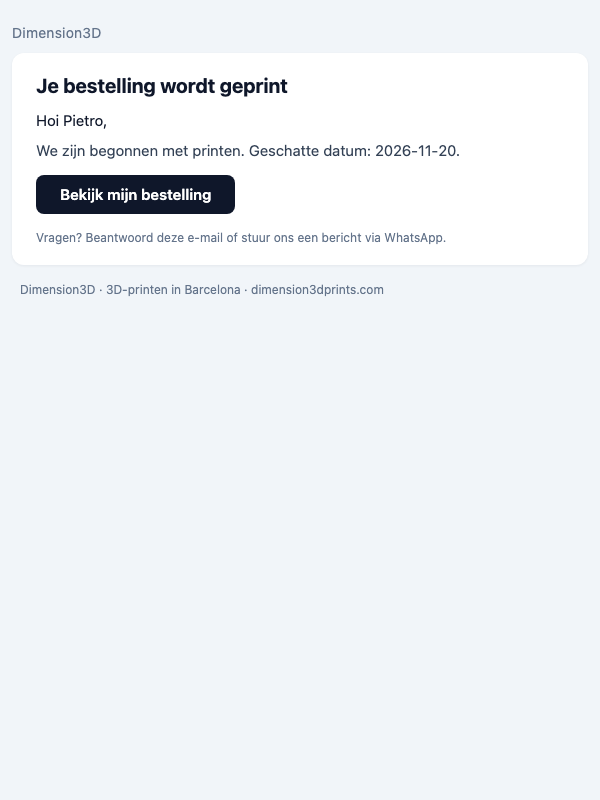 Dimension3D
Je bestelling wordt geprint
Hoi Pietro,
We zijn begonnen met printen. Geschatte datum: 2026-11-20.
Bekijk mijn bestelling
Vragen? Beantwoord deze e-mail of stuur ons een bericht via WhatsApp.
Dimension3D · 3D-printen in Barcelona · dimension3dprints.com